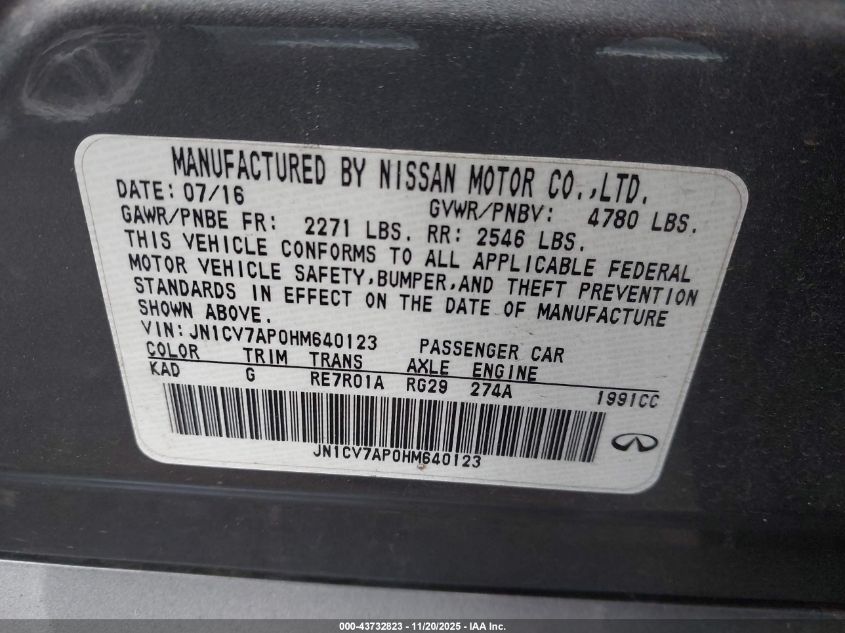 MANUFACTURED BY NISSAN MOTOR CO.,LTD.
DATE: 07/16 GVWR/PNBV: 4780 LBS.
GAWR/PNBE FR: 2271 LBS. RR: 2546 LBS.
THIS VEHICLE CONFORMS TO ALL APPLICABLE FEDERAL
MOTOR VEHICLE SAFETY,BUMPER,AND THEFT PREVENTION
STANDARDS IN EFFECT ON THE DATE OF MANUFACTURE
SHOWN ABOVE.
VIN:JN1CV7AP0HM640123 PASSENGER CAR
COLOR TRIM TRANS AXLE ENGINE
KAD G RE7R01A RG29 274A 1991CC
JN1CV7AP0HM640123
000-43732823 - 11/20/2025 - IAA Inc.